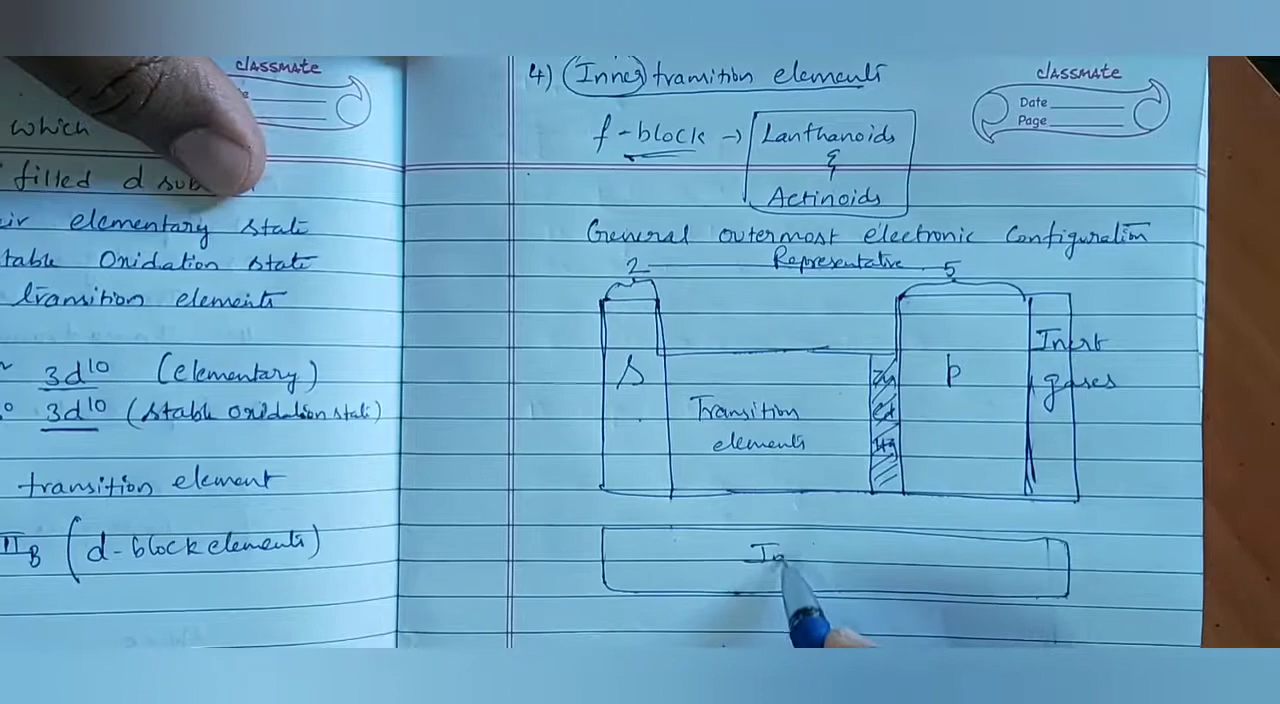 classmate
which
filled d sub
elementary state
Oxidation state
transition elements
3d10 (elementary)
3d10 (stable oxidation state)
transition element
IIB (d-block elements)
classmate
Date
Page
4) (Inner) transition elements
f-block → Lanthanoids
&
Actinoids
General outermost electronic configuration
2 Representative 5
Inert
gases
s
p
Zn
Cd
Hg
Transition
elements
In